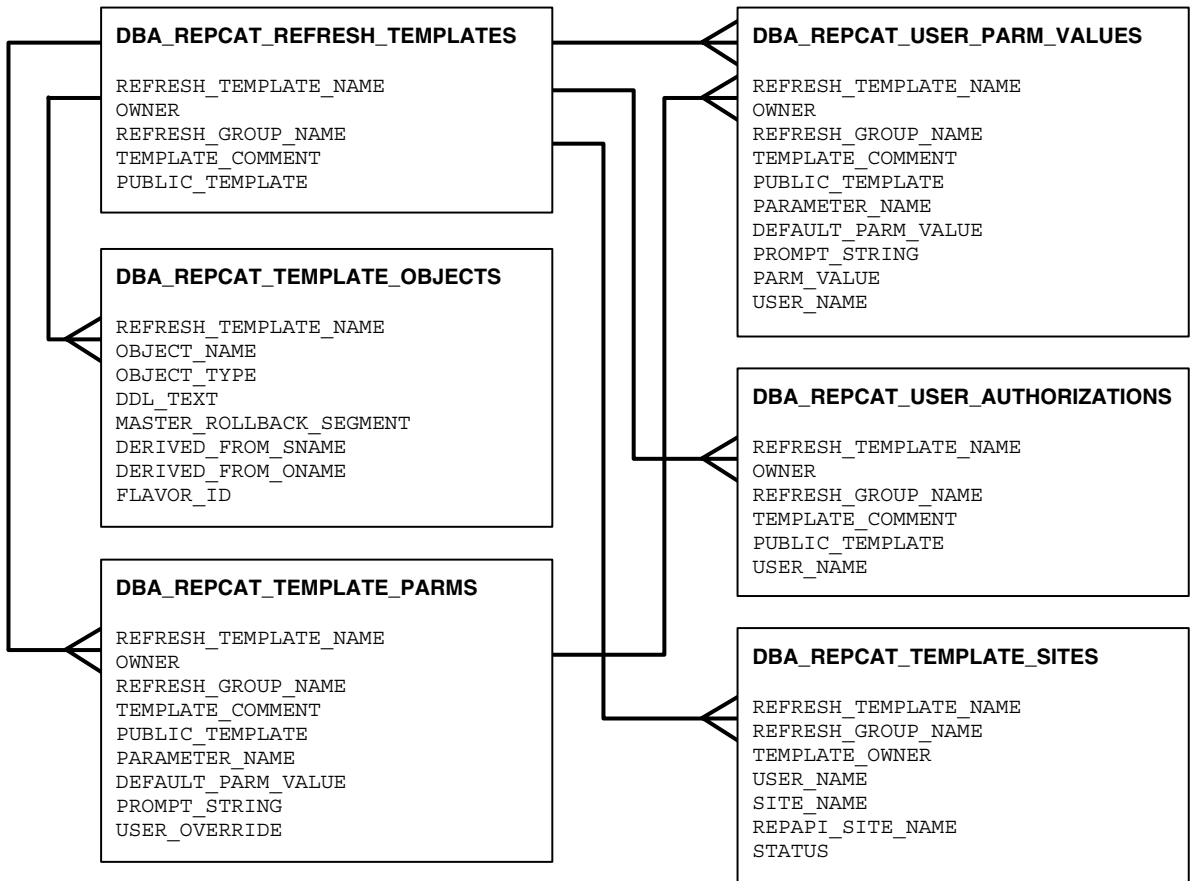 DBA_REPCAT_REFRESH_TEMPLATES
REFRESH_TEMPLATE_NAME
OWNER
REFRESH_GROUP_NAME
TEMPLATE_COMMENT
PUBLIC_TEMPLATE
DBA_REPCAT_TEMPLATE_OBJECTS
REFRESH_TEMPLATE_NAME
OBJECT_NAME
OBJECT_TYPE
DDL_TEXT
MASTER_ROLLBACK_SEGMENT
DERIVED_FROM_SNAME
DERIVED_FROM_ONAME
FLAVOR_ID
DBA_REPCAT_TEMPLATE_PARMS
REFRESH_TEMPLATE_NAME
OWNER
REFRESH_GROUP_NAME
TEMPLATE_COMMENT
PUBLIC_TEMPLATE
PARAMETER_NAME
DEFAULT_PARM_VALUE
PROMPT_STRING
USER_OVERRIDE
DBA_REPCAT_USER_PARM_VALUES
REFRESH_TEMPLATE_NAME
OWNER
REFRESH_GROUP_NAME
TEMPLATE_COMMENT
PUBLIC_TEMPLATE
PARAMETER_NAME
DEFAULT_PARM_VALUE
PROMPT_STRING
PARM_VALUE
USER_NAME
DBA_REPCAT_USER_AUTHORIZATIONS
REFRESH_TEMPLATE_NAME
OWNER
REFRESH_GROUP_NAME
TEMPLATE_COMMENT
PUBLIC_TEMPLATE
USER_NAME
DBA_REPCAT_TEMPLATE_SITES
REFRESH_TEMPLATE_NAME
REFRESH_GROUP_NAME
TEMPLATE_OWNER
USER_NAME
SITE_NAME
REPAPI_SITE_NAME
STATUS